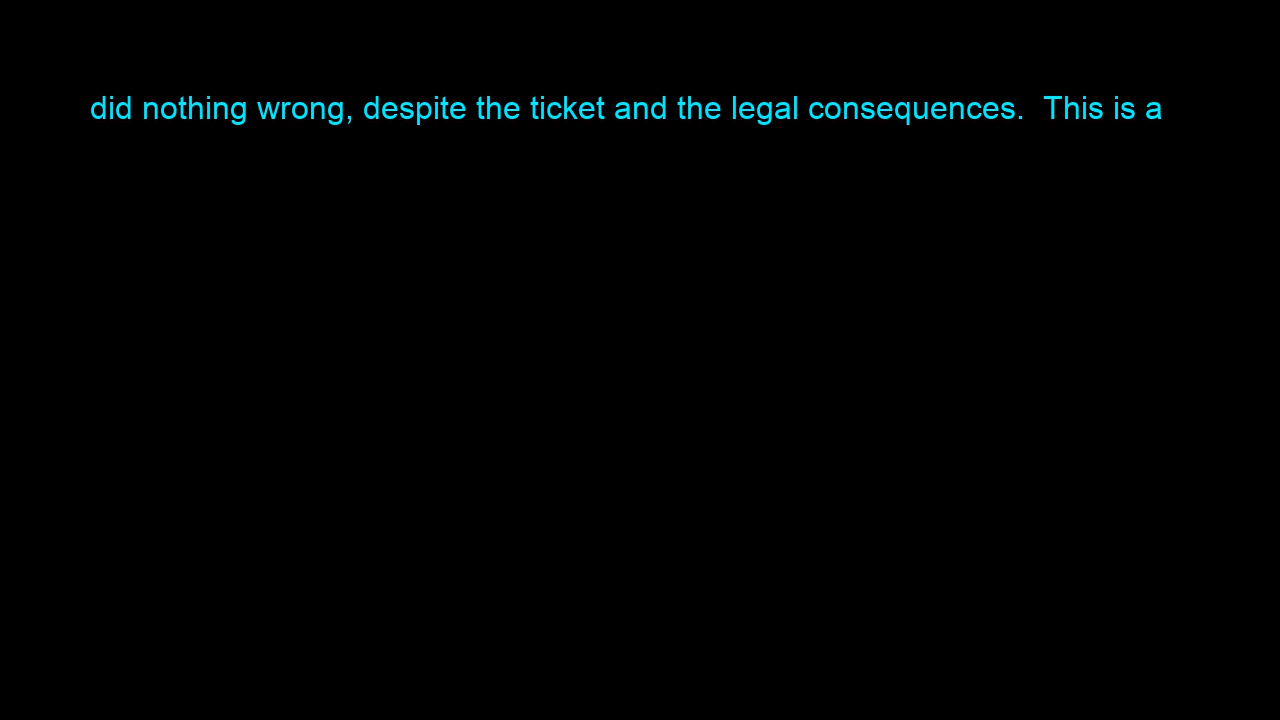 did nothing wrong, despite the ticket and the legal consequences.  This is a